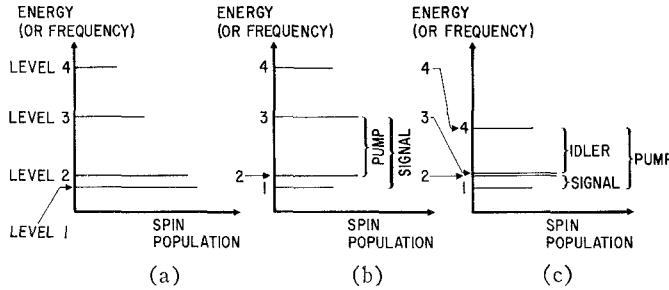 ENERGY
(OR FREQUENCY)
LEVEL 4
LEVEL 3
LEVEL 2
LEVEL 1
SPIN
POPULATION
(a)
ENERGY
(OR FREQUENCY)
4
3
2
1
PUMP
SIGNAL
SPIN
POPULATION
(b)
ENERGY
(OR FREQUENCY)
4
3
4
2
1
IDLER
SIGNAL
PUMP
SPIN
POPULATION
(c)